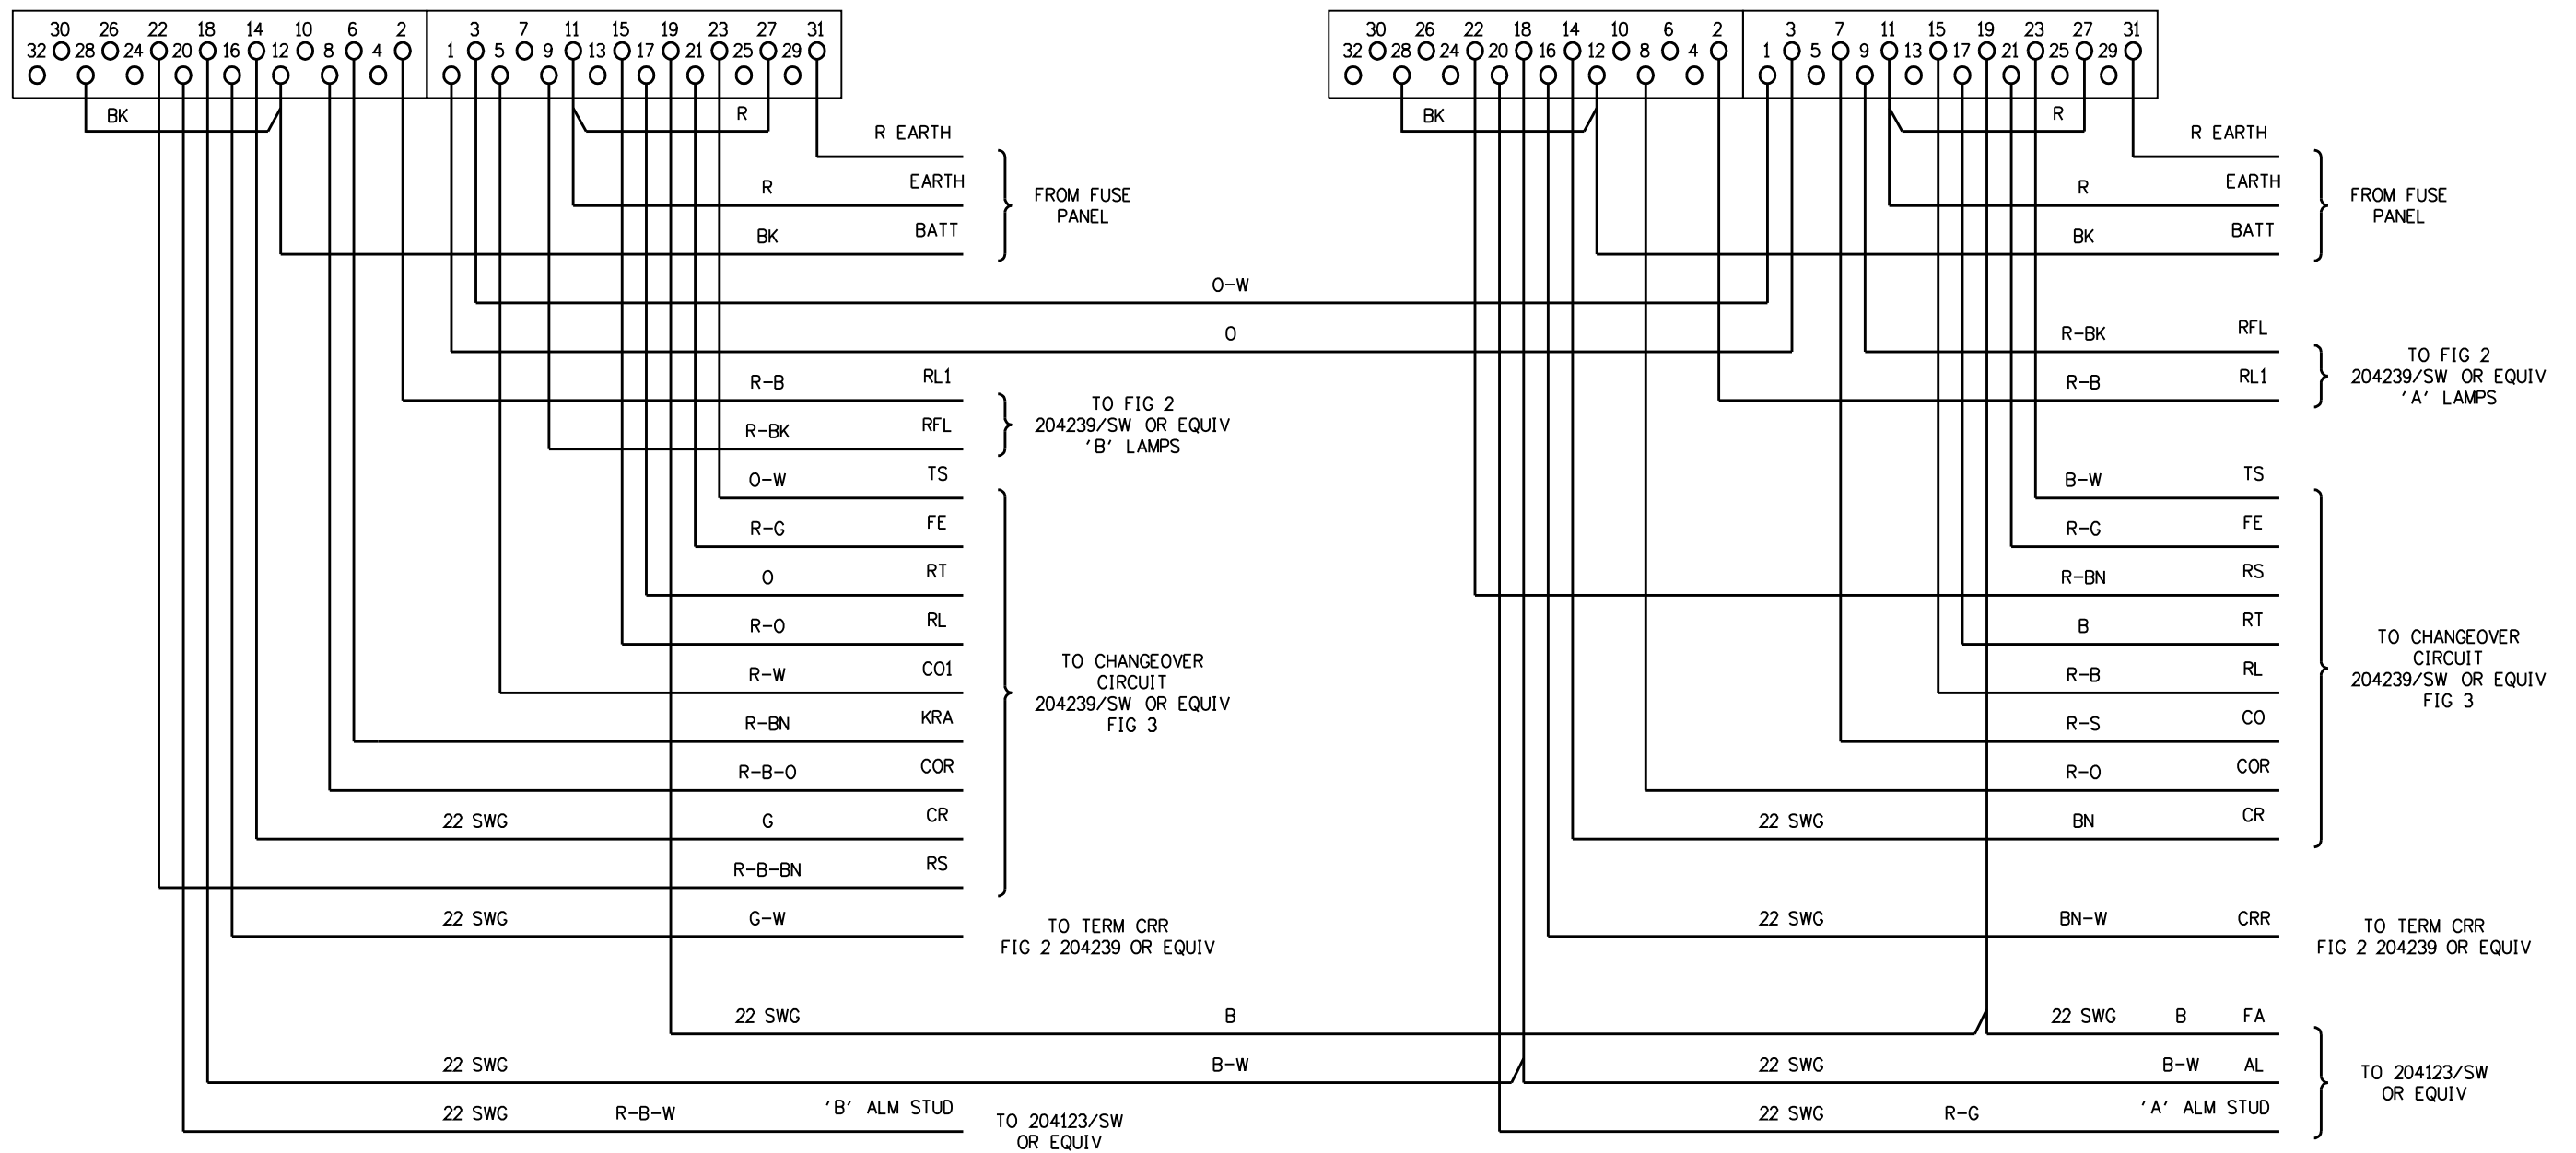 30 26 22 18 14 10 6 2 3 7 11 15 19 23 27 31
32 28 24 20 16 12 8 4 1 5 9 13 17 21 25 29
BK
R
R EARTH
R
EARTH
BK
BATT
FROM FUSE
PANEL
30 26 22 18 14 10 6 2 3 7 11 15 19 23 27 31
32 28 24 20 16 12 8 4 1 5 9 13 17 21 25 29
BK
R
R EARTH
R
EARTH
BK
BATT
FROM FUSE
PANEL
O-W
O
R-B
RL1
R-BK
RFL
TO FIG 2
204239/SW OR EQUIV
'B' LAMPS
R-BK
RFL
R-B
RL1
TO FIG 2
204239/SW OR EQUIV
'A' LAMPS
O-W
TS
R-G
FE
O
RT
R-O
RL
R-W
CO1
R-BN
KRA
R-B-O
COR
22 SWG
G
CR
R-B-BN
RS
TO CHANGEOVER
CIRCUIT
204239/SW OR EQUIV
FIG 3
B-W
TS
R-G
FE
R-BN
RS
B
RT
R-B
RL
R-S
CO
R-O
COR
22 SWG
BN
CR
TO CHANGEOVER
CIRCUIT
204239/SW OR EQUIV
FIG 3
22 SWG
G-W
TO TERM CRR
FIG 2 204239 OR EQUIV
22 SWG
BN-W
CRR
TO TERM CRR
FIG 2 204239 OR EQUIV
22 SWG
B
22 SWG
B
FA
22 SWG
B-W
22 SWG
B-W
AL
22 SWG
R-B-W
'B' ALM STUD
TO 204123/SW
OR EQUIV
22 SWG
R-G
'A' ALM STUD
TO 204123/SW
OR EQUIV